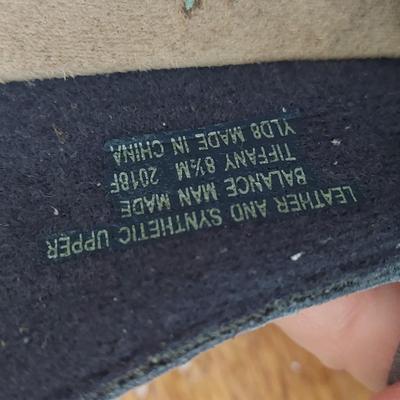 LEATHER AND SYNTHETIC UPPER
BALANCE MAN MADE
TIFFANY 8½M 2018F
YLD8 MADE IN CHINA